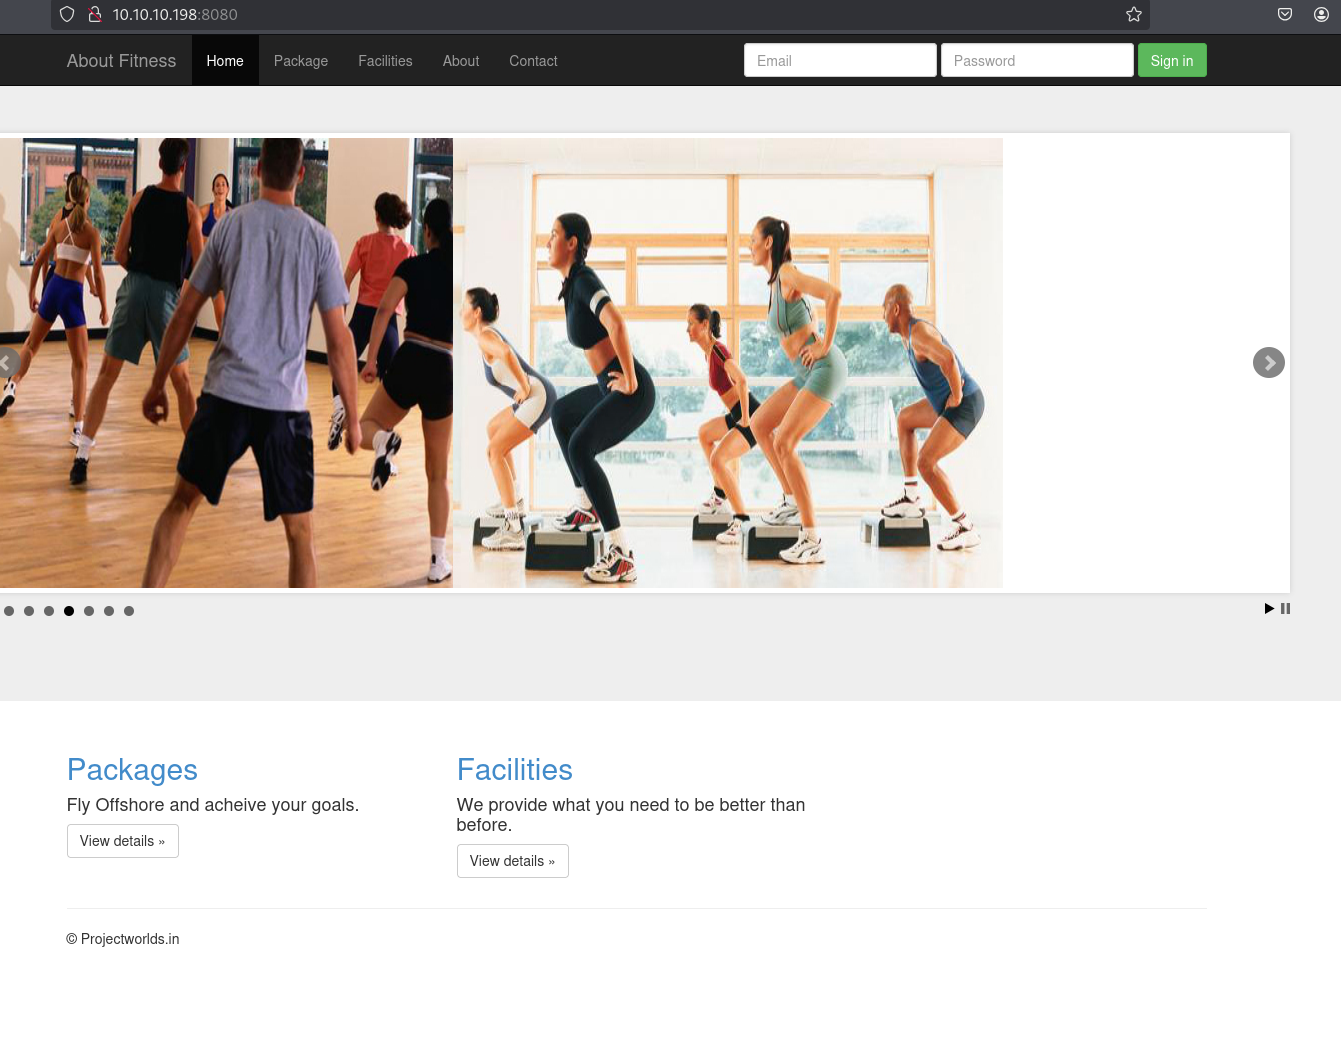 10.10.10.198:8080
About Fitness Home Package Facilities About Contact Email Password Sign in
Packages
Fly Offshore and acheive your goals.
View details »
Facilities
We provide what you need to be better than
before.
View details »
© Projectworlds.in